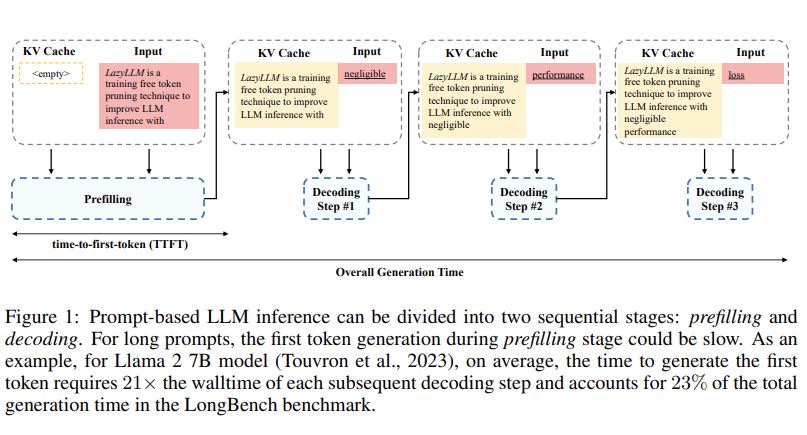 KV Cache
Input
<empty>
LazyLLM is a
training free token
pruning technique to
improve LLM
inference with
KV Cache
Input
LazyLLM is a training
free token pruning
technique to improve
LLM inference with
negligible
KV Cache
Input
LazyLLM is a training
free token pruning
technique to improve
LLM inference with
negligible
performance
KV Cache
Input
LazyLLM is a training
free token pruning
technique to improve
LLM inference with
negligible
performance
loss
Prefilling
Decoding
Step #1
Decoding
Step #2
Decoding
Step #3
time-to-first-token (TTFT)
Overall Generation Time
Figure 1: Prompt-based LLM inference can be divided into two sequential stages: prefilling and
decoding. For long prompts, the first token generation during prefilling stage could be slow. As an
example, for Llama 2 7B model (Touvron et al., 2023), on average, the time to generate the first
token requires 21× the walltime of each subsequent decoding step and accounts for 23% of the total
generation time in the LongBench benchmark.